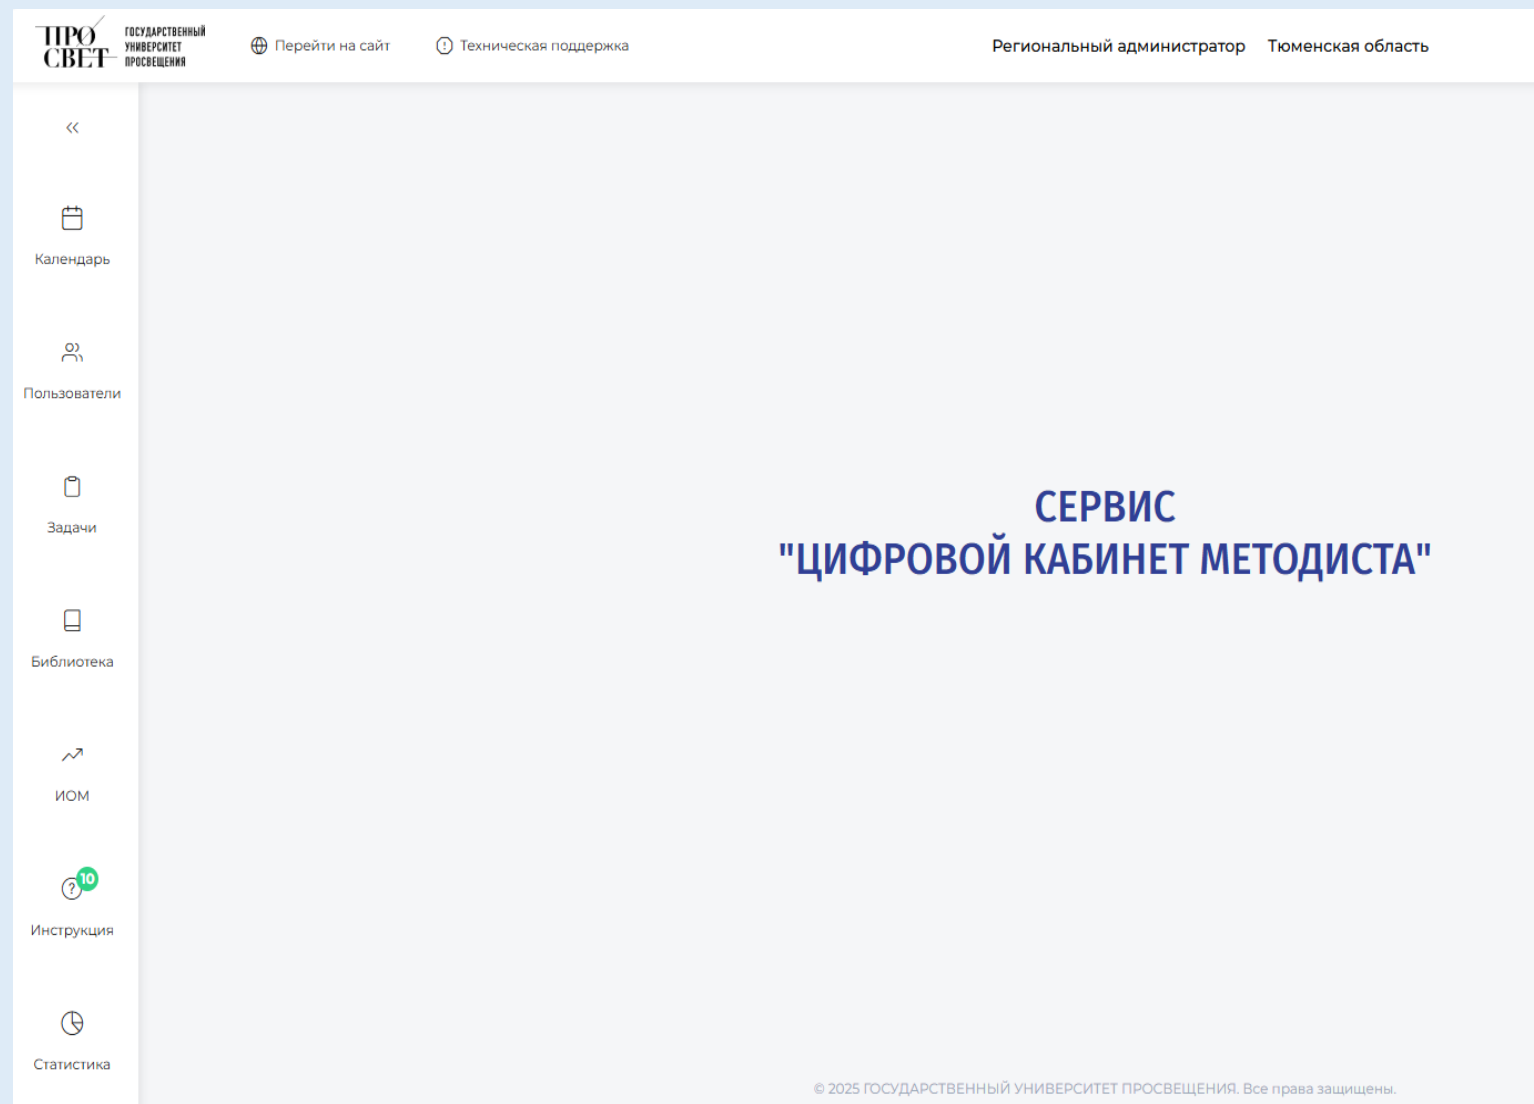 ПРО
СВЕТ
ГОСУДАРСТВЕННЫЙ
УНИВЕРСИТЕТ
ПРОСВЕЩЕНИЯ
Перейти на сайт
Техническая поддержка
Региональный администратор Тюменская область
Календарь
Пользователи
Задачи
Библиотека
ИОМ
10
Инструкция
Статистика
СЕРВИС
"ЦИФРОВОЙ КАБИНЕТ МЕТОДИСТА"
© 2025 ГОСУДАРСТВЕННЫЙ УНИВЕРСИТЕТ ПРОСВЕЩЕНИЯ. Все права защищены.